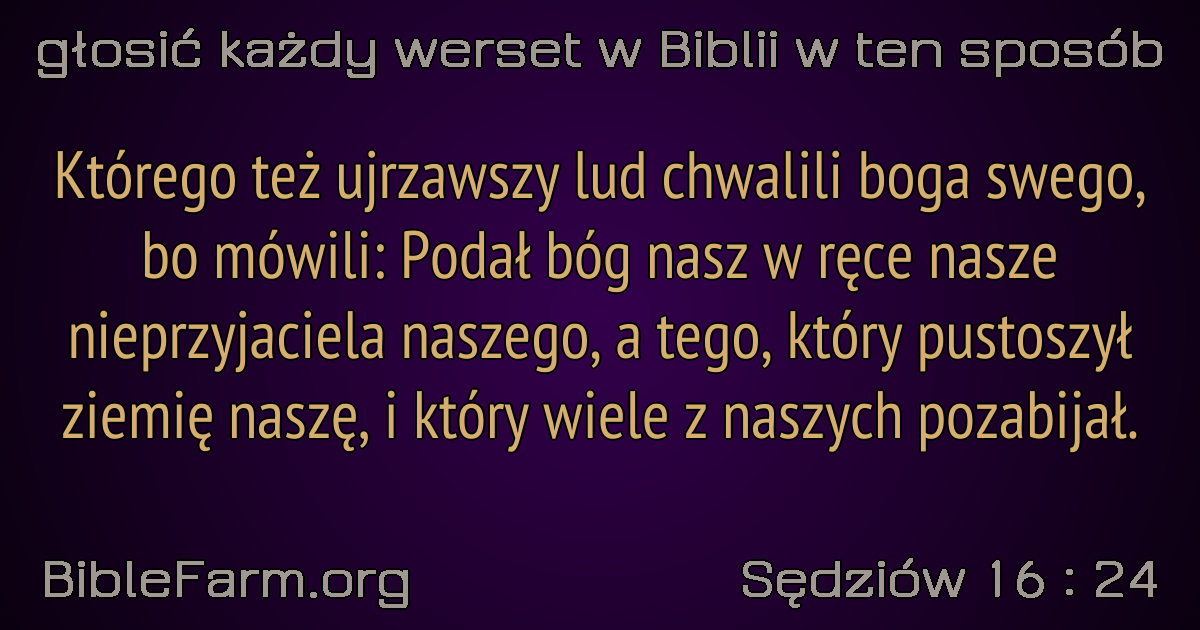 głosić każdy werset w Biblii w ten sposób
Którego też ujrzawszy lud chwalili boga swego,
bo mówili: Podał bóg nasz w ręce nasze
nieprzyjaciela naszego, a tego, który pustoszył
ziemię naszę, i który wiele z naszych pozabijał.
BibleFarm.org
Sędziów 16 : 24